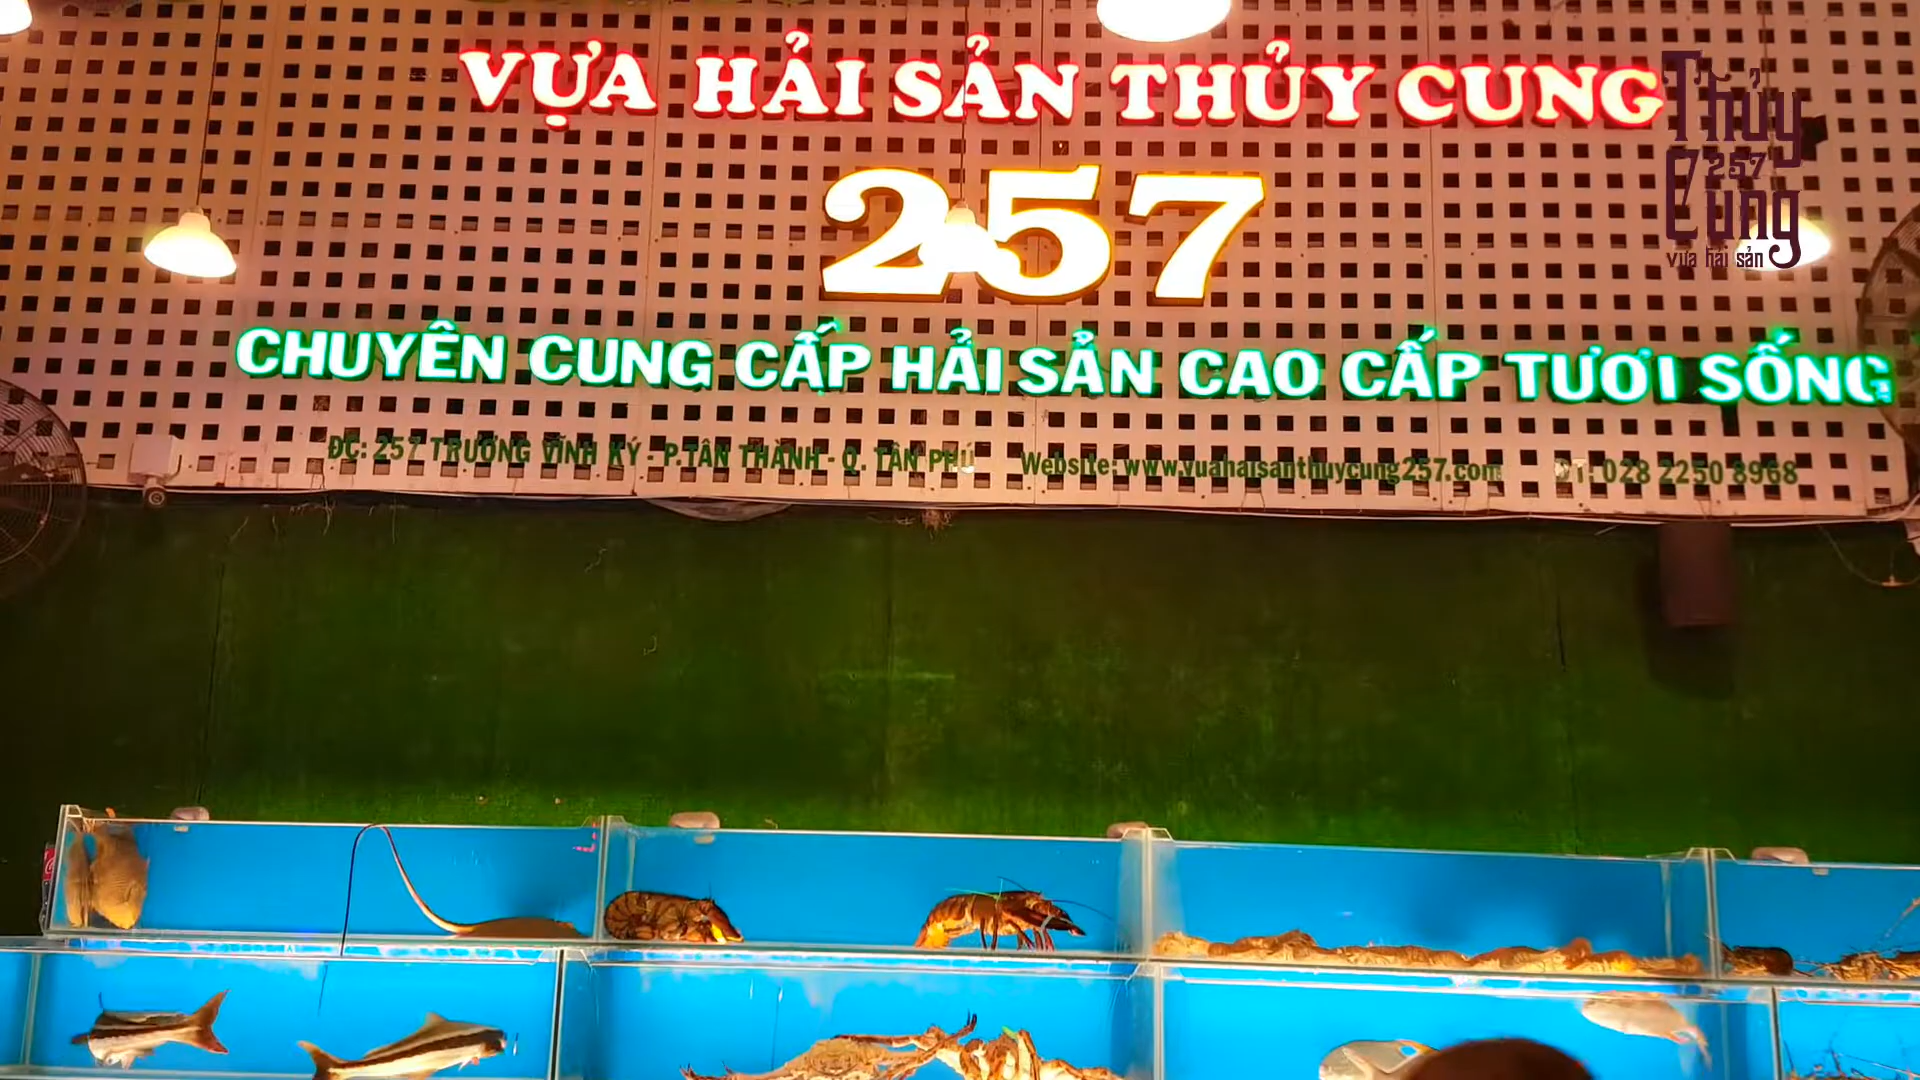 VỰA HẢI SẢN THỦY CUNG
257
CHUYÊN CUNG CẤP HẢI SẢN CAO CẤP TƯƠI SỐNG
ĐC: 257 TRƯƠNG VĨNH KÝ - P.TÂN THÀNH - Q. TÂN PHÚ Website: www.vuahaisanthuycung257.com ĐT: 028 2250 8968
Thủy
257
Cung
vựa hải sản